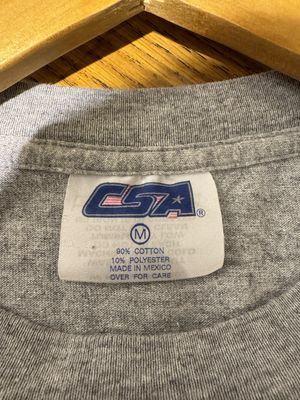 CSA®
M
90% COTTON
10% POLYESTER
MADE IN MEXICO
OVER FOR CARE